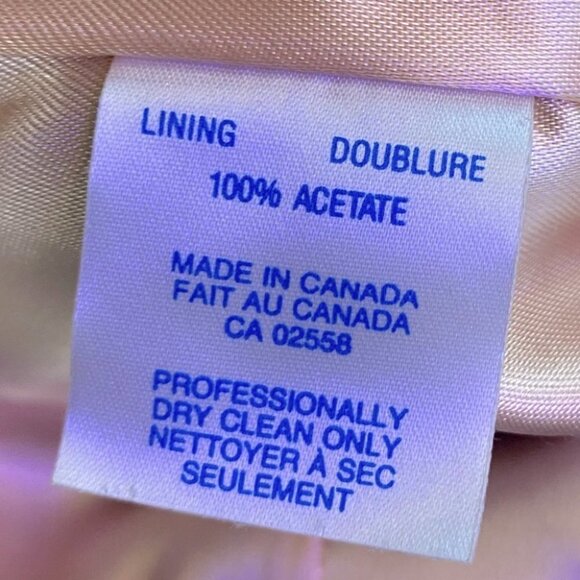 LINING DOUBLURE
100% ACETATE
MADE IN CANADA
FAIT AU CANADA
CA 02558
PROFESSIONALLY
DRY CLEAN ONLY
NETTOYER À SEC
SEULEMENT